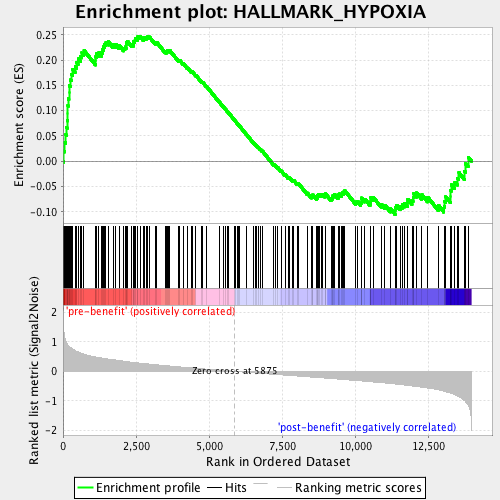 Enrichment plot: HALLMARK_HYPOXIA
Enrichment score (ES)
0.25
0.20
0.15
0.10
0.05
0.00
-0.05
-0.10
Ranked list metric (Signal2Noise)
'pre-benefit' (positively correlated)
2
1
0
-1
-2
Zero cross at 5875
'post-benefit' (negatively correlated)
0
2,500
5,000
7,500
10,000
12,500
Rank in Ordered Dataset
Enrichment profile
Hits
Ranking metric scores